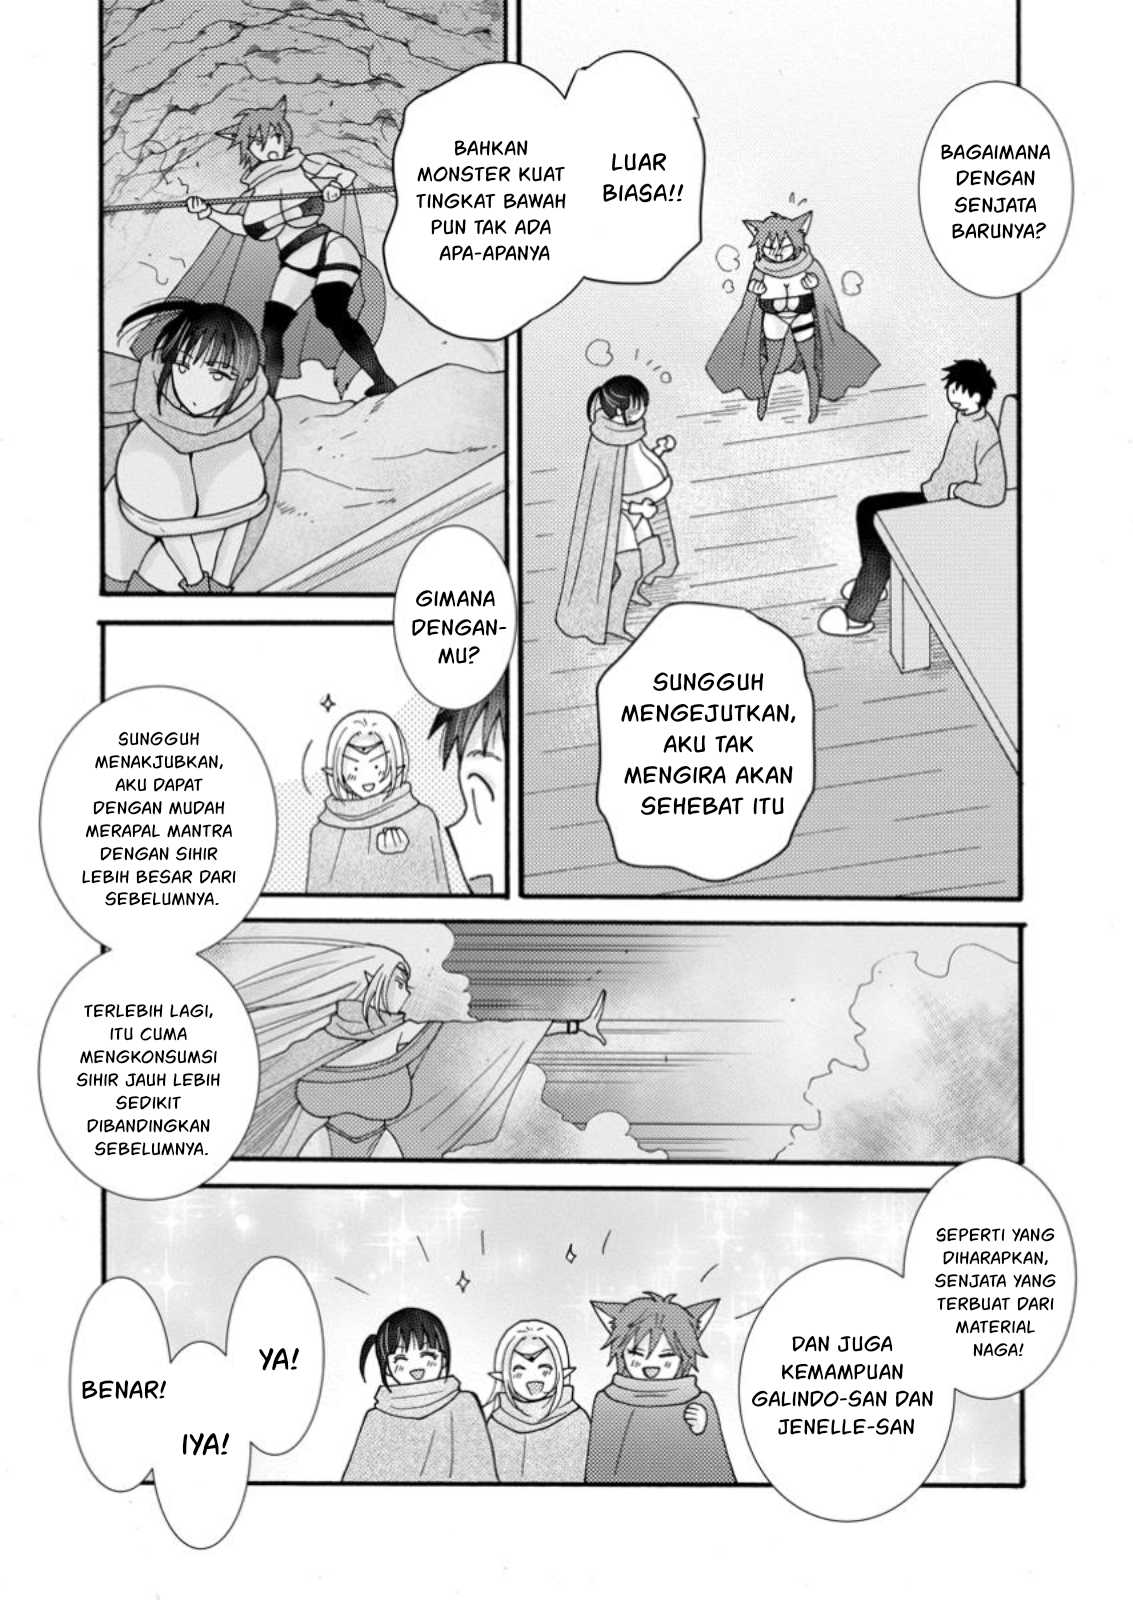 BAGAIMANA
DENGAN
SENJATA
BARUNYA?
LUAR
BIASA!!
BAHKAN
MONSTER KUAT
TINGKAT BAWAH
PUN TAK ADA
APA-APANYA
SUNGGUH
MENGEJUTKAN,
AKU TAK
MENGIRA AKAN
SEHEBAT ITU
GIMANA
DENGAN-
MU?
SUNGGUH
MENAKJUBKAN,
AKU DAPAT
DENGAN MUDAH
MERAPAL MANTRA
DENGAN SIHIR
LEBIH BESAR DARI
SEBELUMNYA.
TERLEBIH LAGI,
ITU CUMA
MENGKONSUMSI
SIHIR JAUH LEBIH
SEDIKIT
DIBANDINGKAN
SEBELUMNYA.
SEPERTI YANG
DIHARAPKAN,
SENJATA YANG
TERBUAT DARI
MATERIAL
NAGA!
DAN JUGA
KEMAMPUAN
GALINDO-SAN DAN
JENELLE-SAN
YA!
IYA!
BENAR!